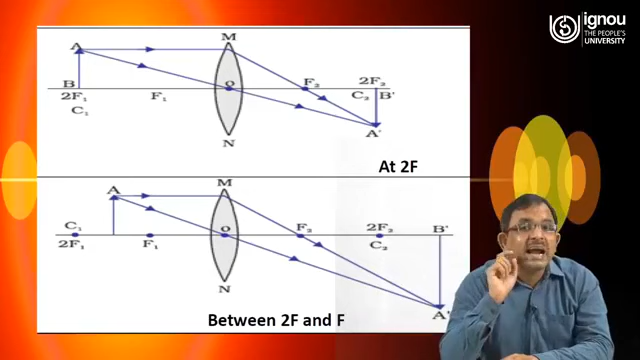 ignou
THE PEOPLE'S
UNIVERSITY
A M
B O F₂ 2F₂
2F₁ F₁ C₂ B'
C₁
A'
N
At 2F
A M
C₁ O 2F₂ B'
2F₁ F₁ F₂ C₂
N
A'
Between 2F and F